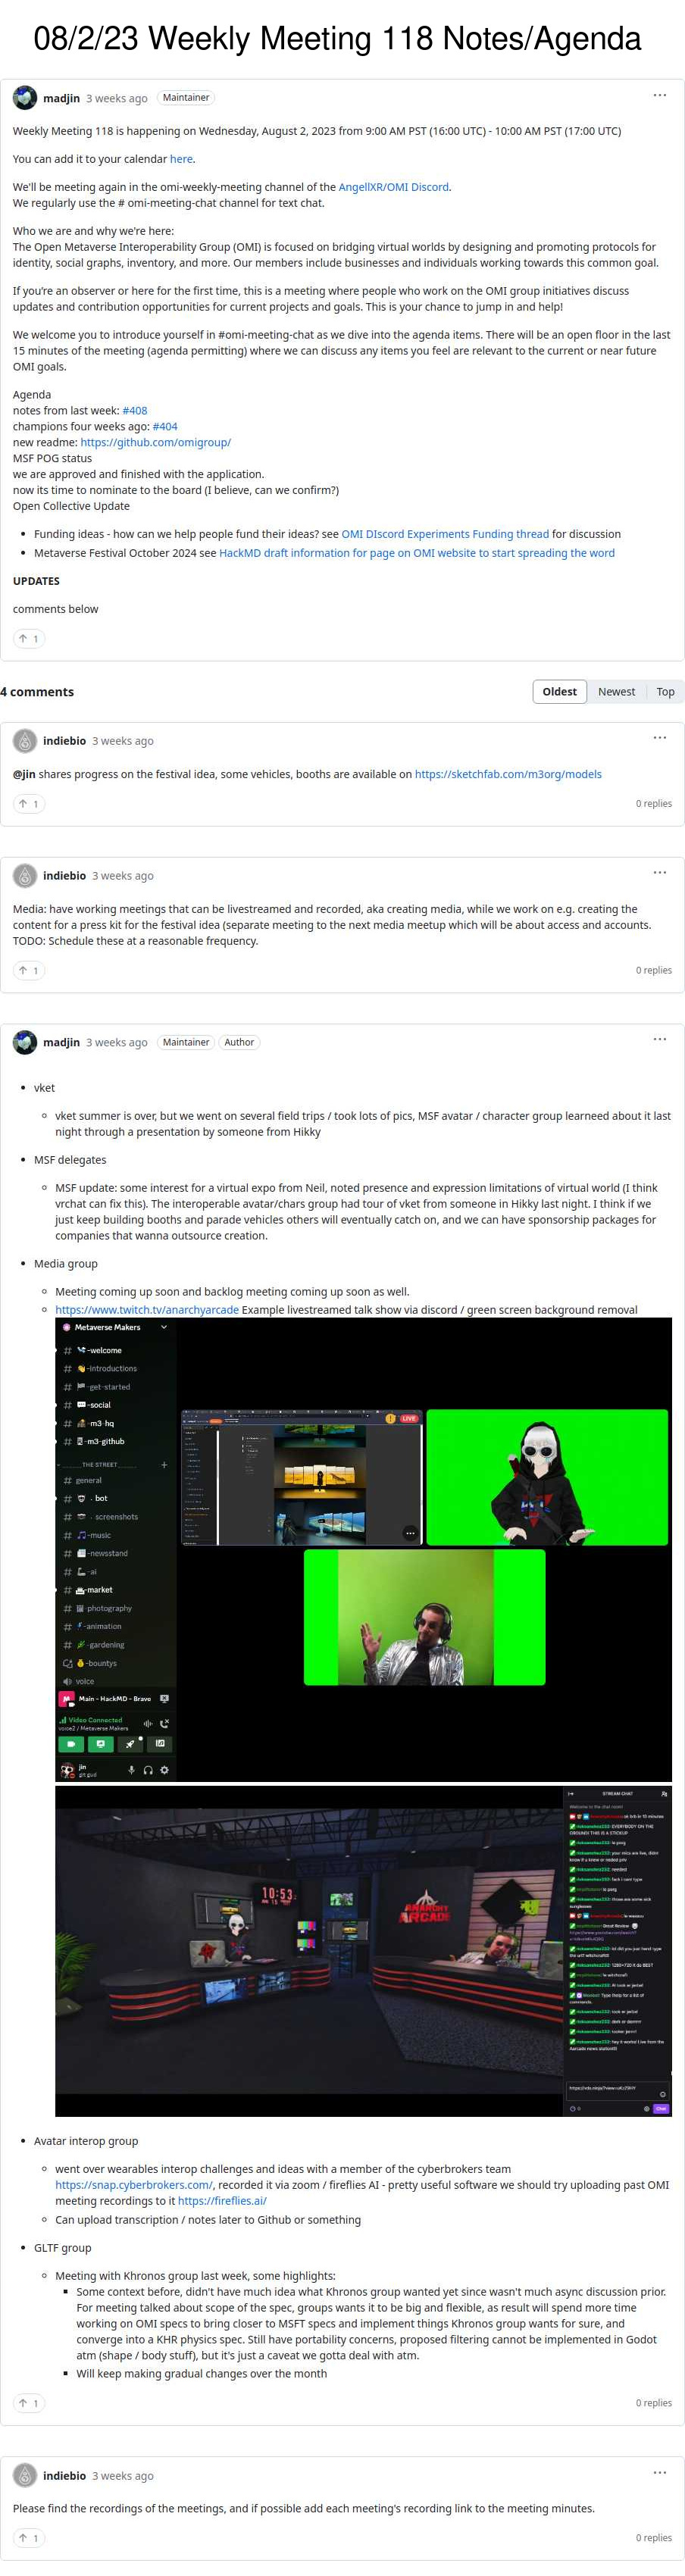 08/2/23 Weekly Meeting 118 Notes/Agenda
madjin 3 weeks ago Maintainer
Weekly Meeting 118 is happening on Wednesday, August 2, 2023 from 9:00 AM PST (16:00 UTC) - 10:00 AM PST (17:00 UTC)
You can add it to your calendar here.
We'll be meeting again in the omi-weekly-meeting channel of the AngellXR/OMI Discord.
We regularly use the # omi-meeting-chat channel for text chat.
Who we are and why we're here:
The Open Metaverse Interoperability Group (OMI) is focused on bridging virtual worlds by designing and promoting protocols for
identity, social graphs, inventory, and more. Our members include businesses and individuals working towards this common goal.
If you're an observer or here for the first time, this is a meeting where people who work on the OMI group initiatives discuss
updates and contribution opportunities for current projects and goals. This is your chance to jump in and help!
We welcome you to introduce yourself in #omi-meeting-chat as we dive into the agenda items. There will be an open floor in the last
15 minutes of the meeting (agenda permitting) where we can discuss any items you feel are relevant to the current or near future
OMI goals.
Agenda
notes from last week: #408
champions four weeks ago: #404
new readme: https://github.com/omigroup/
MSF POG status
we are approved and finished with the application.
now its time to nominate to the board (I believe, can we confirm?)
Open Collective Update
• Funding ideas - how can we help people fund their ideas? see OMI DIscord Experiments Funding thread for discussion
• Metaverse Festival October 2024 see HackMD draft information for page on OMI website to start spreading the word
UPDATES
comments below
↑ 1
4 comments
Oldest Newest Top
indiebio 3 weeks ago
@jin shares progress on the festival idea, some vehicles, booths are available on https://sketchfab.com/m3org/models
↑ 1 0 replies
indiebio 3 weeks ago
Media: have working meetings that can be livestreamed and recorded, aka creating media, while we work on e.g. creating the
content for a press kit for the festival idea (separate meeting to the next media meetup which will be about access and accounts.
TODO: Schedule these at a reasonable frequency.
↑ 1 0 replies
madjin 3 weeks ago Maintainer Author
• vket
vket summer is over, but we went on several field trips / took lots of pics, MSF avatar / character group learneed about it last
night through a presentation by someone from Hikky
• MSF delegates
MSF update: some interest for a virtual expo from Neil, noted presence and expression limitations of virtual world (I think
vrchat can fix this). The interoperable avatar/chars group had tour of vket from someone in Hikky last night. I think if we
just keep building booths and parade vehicles others will eventually catch on, and we can have sponsorship packages for
companies that wanna outsource creation.
• Media group
Meeting coming up soon and backlog meeting coming up soon as well.
https://www.twitch.tv/anarchyarcade Example livestreamed talk show via discord / green screen background removal
Metaverse Makers
# -welcome
# -introductions
# -get-started
# -social
# -m3-hq
# -m3-github
THE STREET
# general
# bot
# screenshots
# -music
# -newsstand
# -ai
# -market
# -photography
# -animation
# -gardening
-bountys
voice
Main - HackMD - Brave
Video Connected
voice2 / Metaverse Makers
jin
git gud
LIVE
10:53
ANARCHY
ARCADE
STREAM CHAT
Welcome to the chat room!
Chat
• Avatar interop group
went over wearables interop challenges and ideas with a member of the cyberbrokers team
https://snap.cyberbrokers.com/, recorded it via zoom / fireflies AI - pretty useful software we should try uploading past OMI
meeting recordings to it https://fireflies.ai/
Can upload transcription / notes later to Github or something
• GLTF group
Meeting with Khronos group last week, some highlights:
Some context before, didn't have much idea what Khronos group wanted yet since wasn't much async discussion prior.
For meeting talked about scope of the spec, groups wants it to be big and flexible, as result will spend more time
working on OMI specs to bring closer to MSFT specs and implement things Khronos group wants for sure, and
converge into a KHR physics spec. Still have portability concerns, proposed filtering cannot be implemented in Godot
atm (shape / body stuff), but it's just a caveat we gotta deal with atm.
Will keep making gradual changes over the month
↑ 1 0 replies
indiebio 3 weeks ago
Please find the recordings of the meetings, and if possible add each meeting's recording link to the meeting minutes.
↑ 1 0 replies